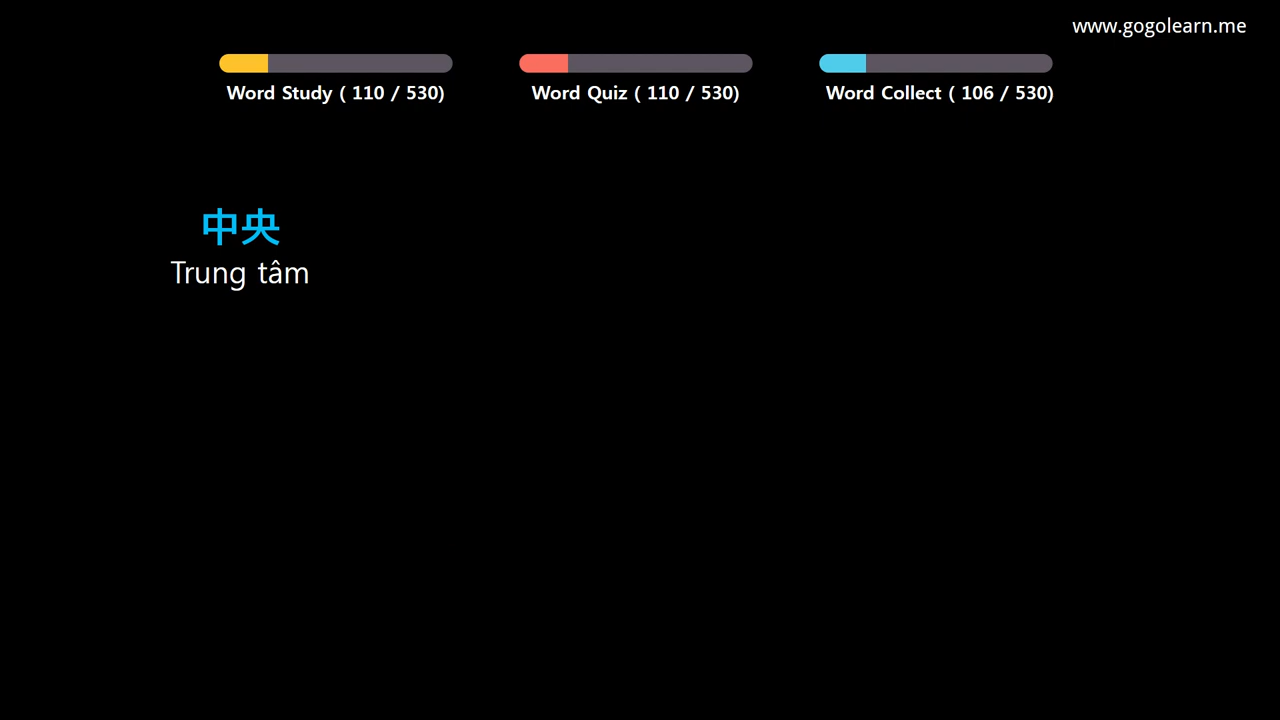 www.gogolearn.me
Word Study ( 110 / 530)
Word Quiz ( 110 / 530)
Word Collect ( 106 / 530)
中央
Trung tâm